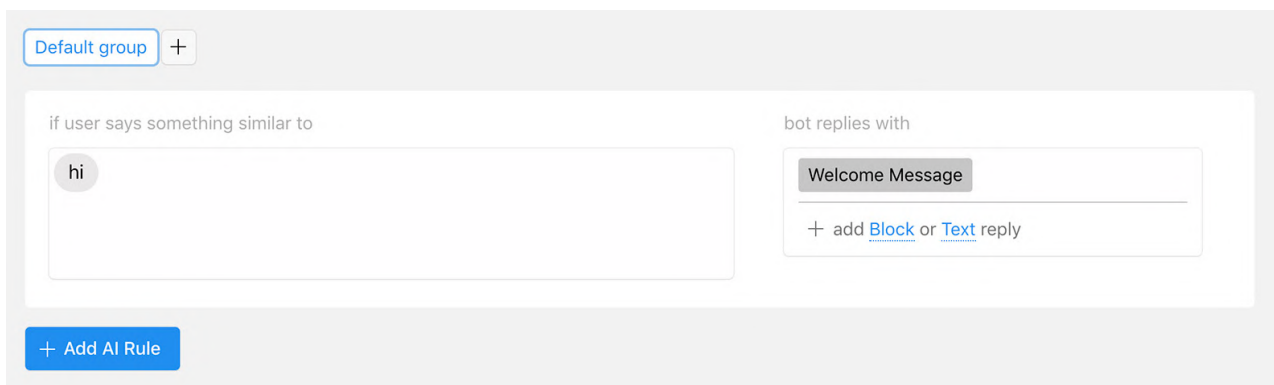 Default group +
if user says something similar to
bot replies with
hi
Welcome Message
+ add Block or Text reply
+ Add AI Rule